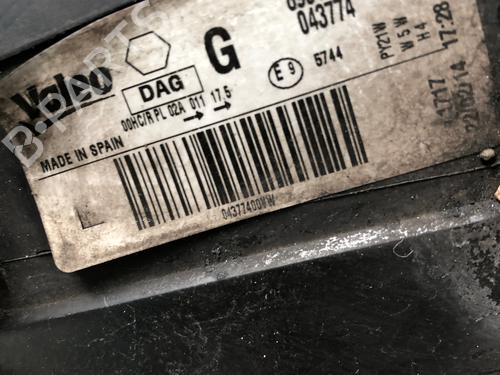 Valeo
DAG
G
043774
E 9
5744
00HC/R PL 02A 011 17.5
MADE IN SPAIN
04377400
PY21W
W5W
H4
17:28
B-PARTS